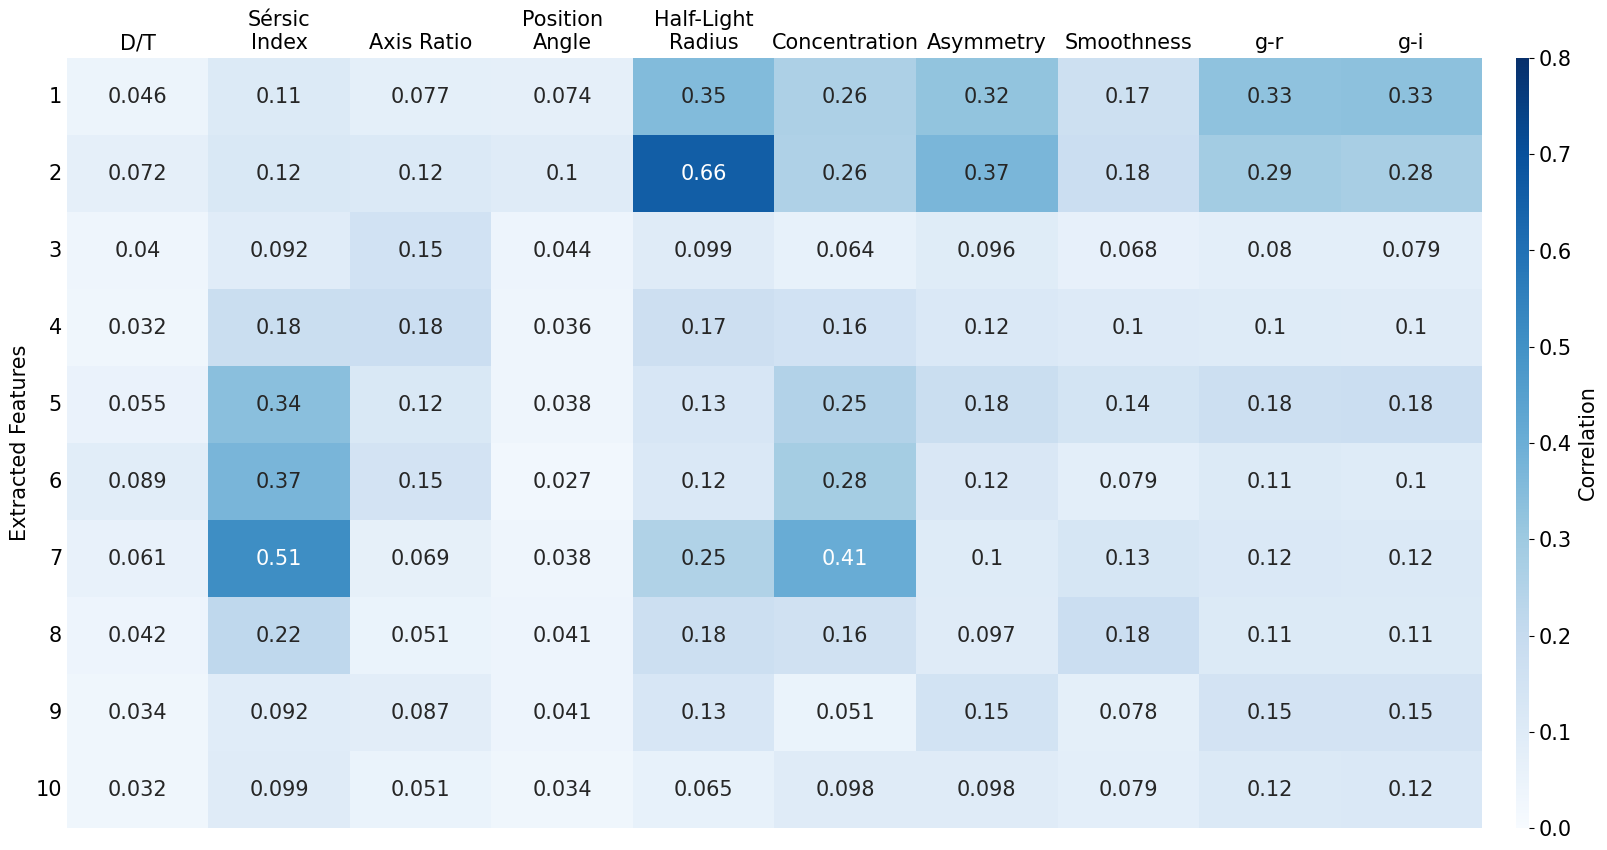 Sérsic Position Half-Light
D/T Index Axis Ratio Angle Radius Concentration Asymmetry Smoothness g-r g-i
1 0.046 0.11 0.077 0.074 0.35 0.26 0.32 0.17 0.33 0.33
2 0.072 0.12 0.12 0.1 0.66 0.26 0.37 0.18 0.29 0.28
3 0.04 0.092 0.15 0.044 0.099 0.064 0.096 0.068 0.08 0.079
4 0.032 0.18 0.18 0.036 0.17 0.16 0.12 0.1 0.1 0.1
5 0.055 0.34 0.12 0.038 0.13 0.25 0.18 0.14 0.18 0.18
6 0.089 0.37 0.15 0.027 0.12 0.28 0.12 0.079 0.11 0.1
7 0.061 0.51 0.069 0.038 0.25 0.41 0.1 0.13 0.12 0.12
8 0.042 0.22 0.051 0.041 0.18 0.16 0.097 0.18 0.11 0.11
9 0.034 0.092 0.087 0.041 0.13 0.051 0.15 0.078 0.15 0.15
10 0.032 0.099 0.051 0.034 0.065 0.098 0.098 0.079 0.12 0.12
Extracted Features
0.8
0.7
0.6
0.5
0.4
0.3
0.2
0.1
0.0
Correlation